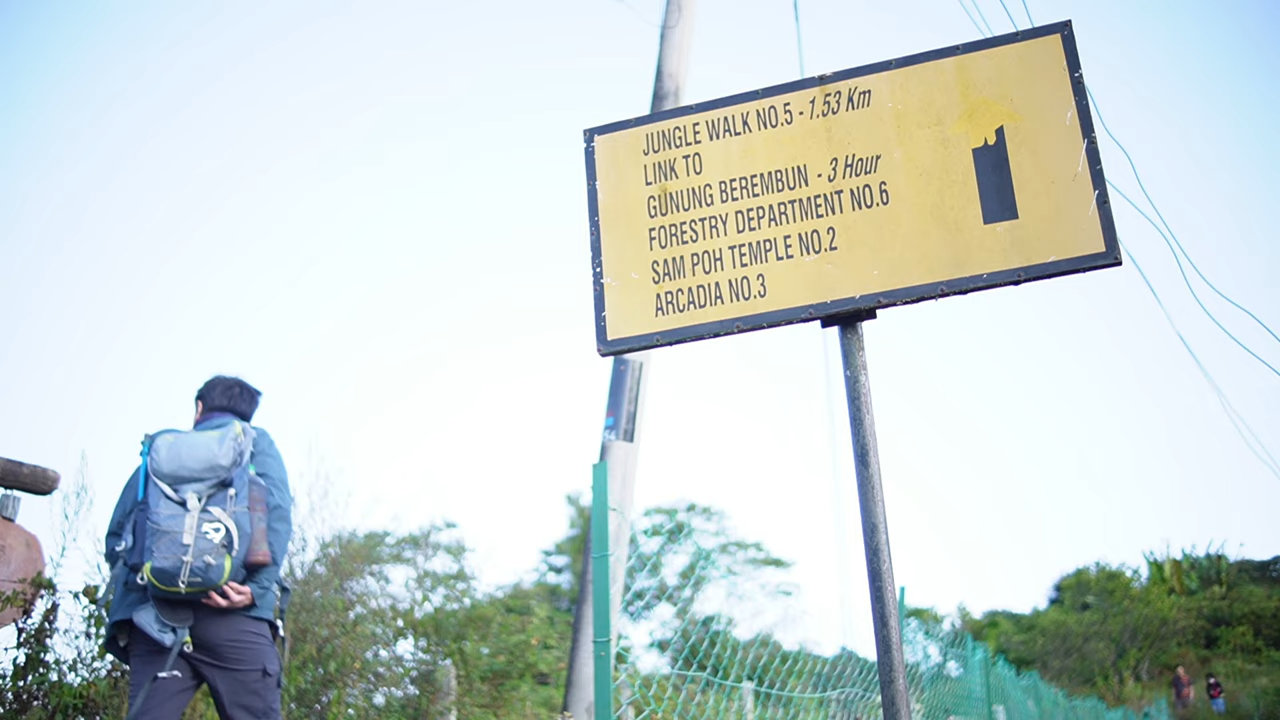 JUNGLE WALK NO.5 - 1.53 Km
LINK TO
GUNUNG BEREMBUN - 3 Hour
FORESTRY DEPARTMENT NO.6
SAM POH TEMPLE NO.2
ARCADIA NO.3